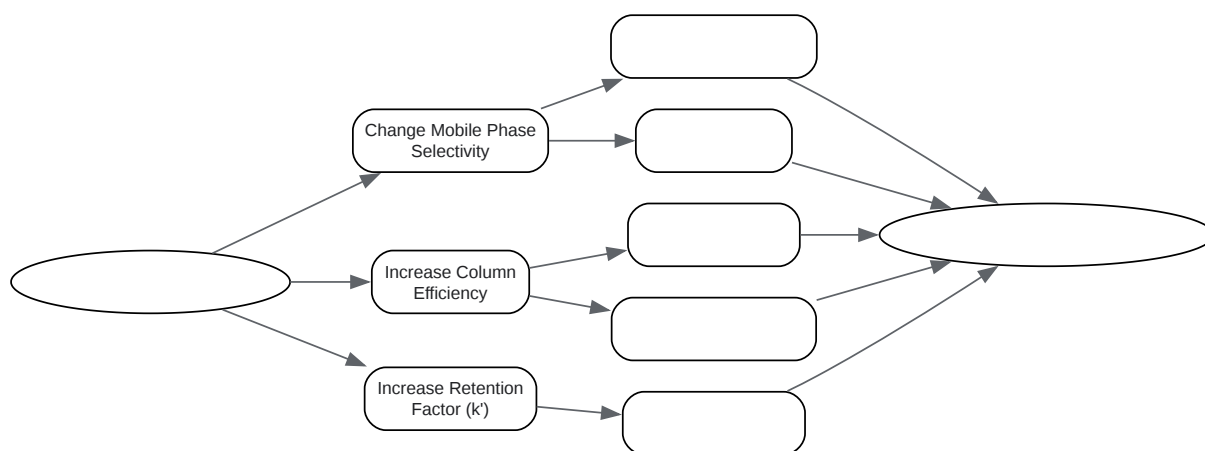 Change Mobile Phase
Selectivity
Increase Column
Efficiency
Increase Retention
Factor (k')